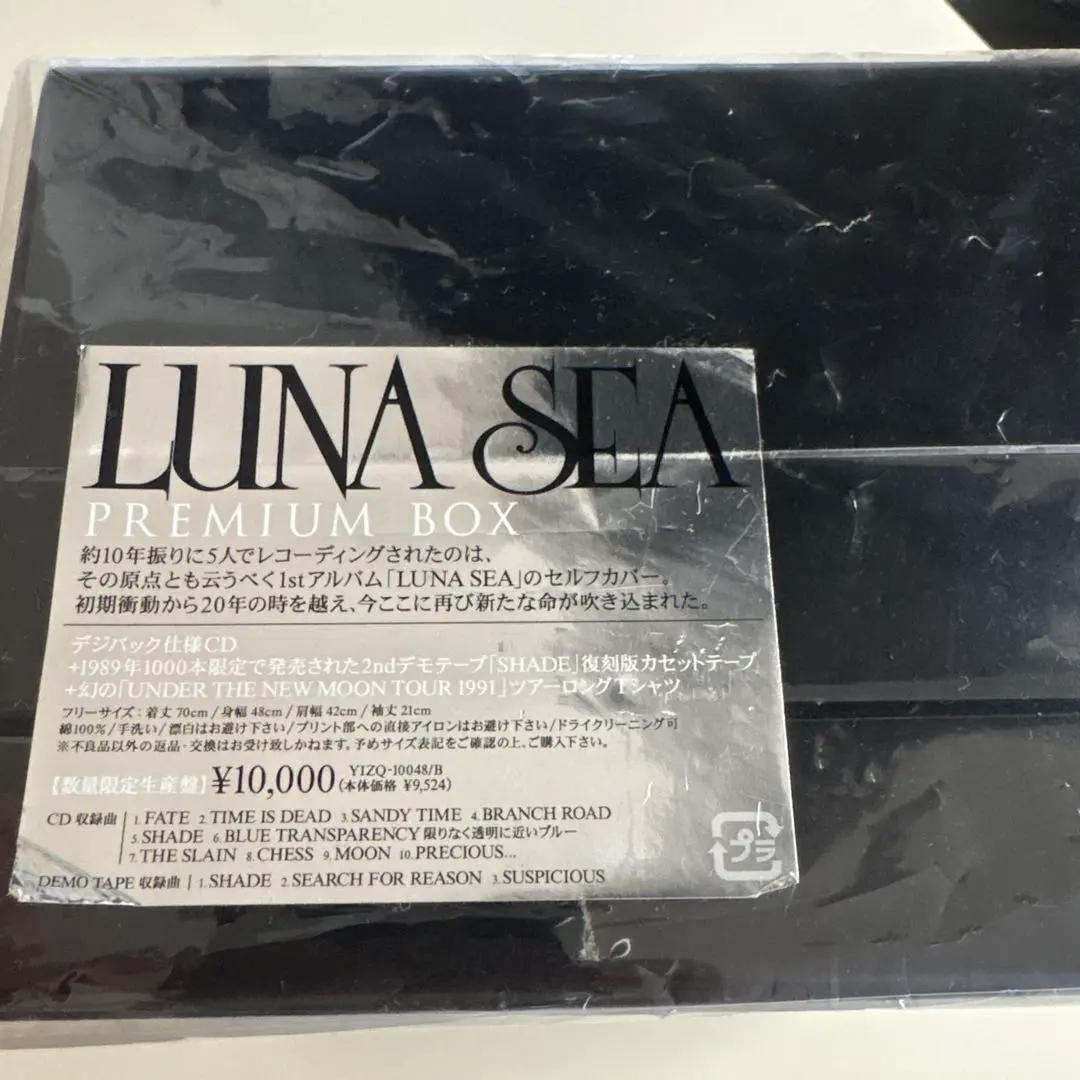 LUNA SEA
PREMIUM BOX
約10年振りに5人でレコーディングされたのは、
その原点とも云うべく1stアルバム「LUNA SEA」のセルフカバー。
初期衝動から20年の時を越え、今ここに再び新たな命が吹き込まれた。
デジパック仕様CD
+1989年1000本限定で発売された2ndデモテープ「SHADE」復刻版カセットテープ
+幻の「UNDER THE NEW MOON TOUR 1991」ツアーロングTシャツ
フリーサイズ：着丈 70cm / 身幅 48cm / 肩幅 42cm / 袖丈 21cm
綿100% / 手洗い / 漂白はお避け下さい / プリント部への直接アイロンはお避け下さい / ドライクリーニング可
※不良品以外の返品・交換はお受け致しかねます。予めサイズ表記をご確認の上、ご購入下さい。
【数量限定生産盤】¥10,000 YIZQ-10048/B
(本体価格 ¥9,524)
CD 収録曲 | 1. FATE 2. TIME IS DEAD 3. SANDY TIME 4. BRANCH ROAD
5. SHADE 6. BLUE TRANSPARENCY 限りなく透明に近いブルー
7. THE SLAIN 8. CHESS 9. MOON 10. PRECIOUS...
DEMO TAPE 収録曲 | 1. SHADE 2. SEARCH FOR REASON 3. SUSPICIOUS
プラ